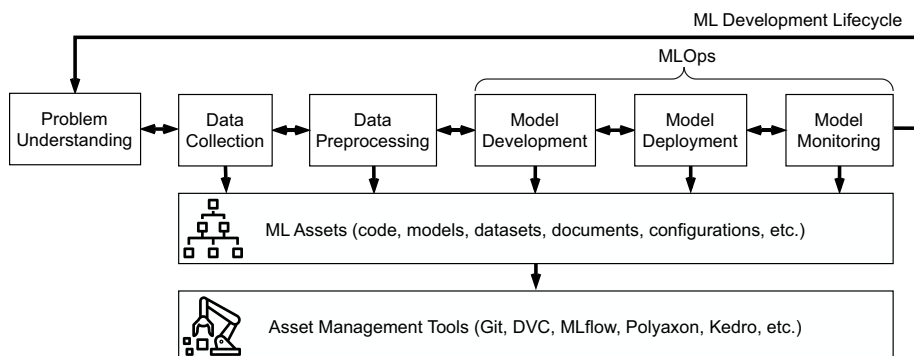 ML Development Lifecycle
MLOps
Problem
Understanding
Data
Collection
Data
Preprocessing
Model
Development
Model
Deployment
Model
Monitoring
ML Assets (code, models, datasets, documents, configurations, etc.)
Asset Management Tools (Git, DVC, MLflow, Polyaxon, Kedro, etc.)